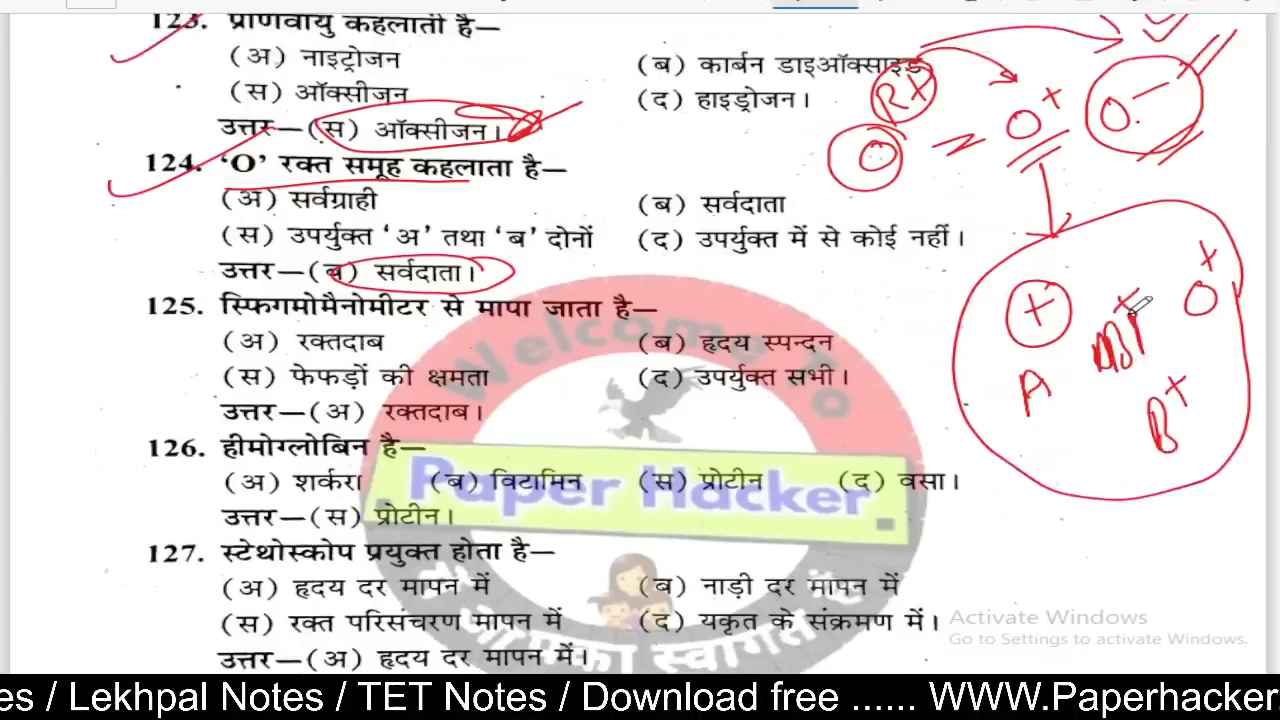 123. प्राणवायु कहलाती है—
(अ) नाइट्रोजन (ब) कार्बन डाइऑक्साइड
(स) ऑक्सीजन (द) हाइड्रोजन।
उत्तर—(स) ऑक्सीजन।
R+
O = O+ O-
124. ‘O’ रक्त समूह कहलाता है—
(अ) सर्वग्राही (ब) सर्वदाता
(स) उपर्युक्त ‘अ’ तथा ‘ब’ दोनों (द) उपर्युक्त में से कोई नहीं।
उत्तर—(ब) सर्वदाता।
+ O+
A B+
125. स्फिगमोमैनोमीटर से मापा जाता है—
(अ) रक्तदाब (ब) हृदय स्पन्दन
(स) फेफड़ों की क्षमता (द) उपर्युक्त सभी।
उत्तर—(अ) रक्तदाब।
126. हीमोग्लोबिन है—
(अ) शर्करा (ब) विटामिन (स) प्रोटीन (द) वसा।
उत्तर—(स) प्रोटीन।
127. स्टेथोस्कोप प्रयुक्त होता है—
(अ) हृदय दर मापन में (ब) नाड़ी दर मापन में
(स) रक्त परिसंचरण मापन में (द) यकृत के संक्रमण में।
उत्तर—(अ) हृदय दर मापन में।
Welcome To
Paper Hacker
स्वागत है
Activate Windows
Go to Settings to activate Windows.
es / Lekhpal Notes / TET Notes / Download free ...... WWW.Paperhacker.